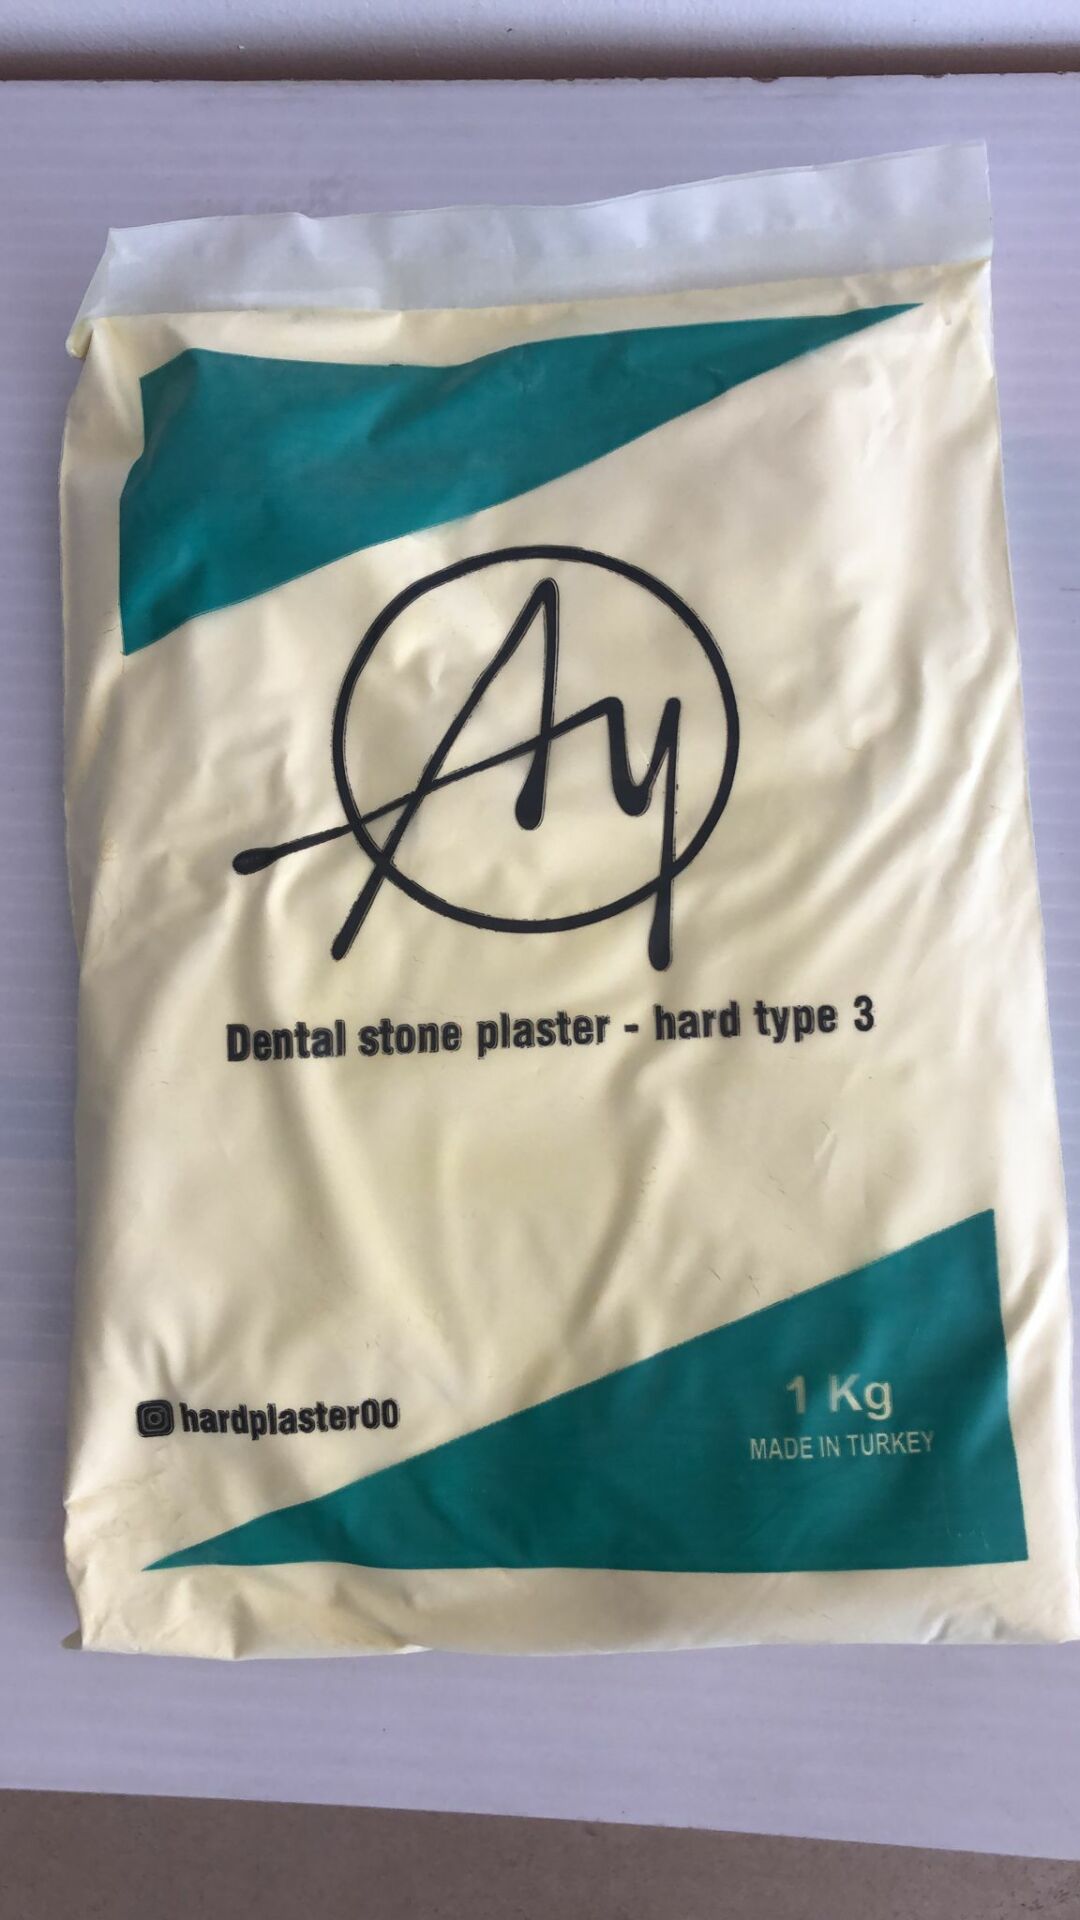 Ay
Dental stone plaster - hard type 3
hardplaster00
1 Kg
MADE IN TURKEY